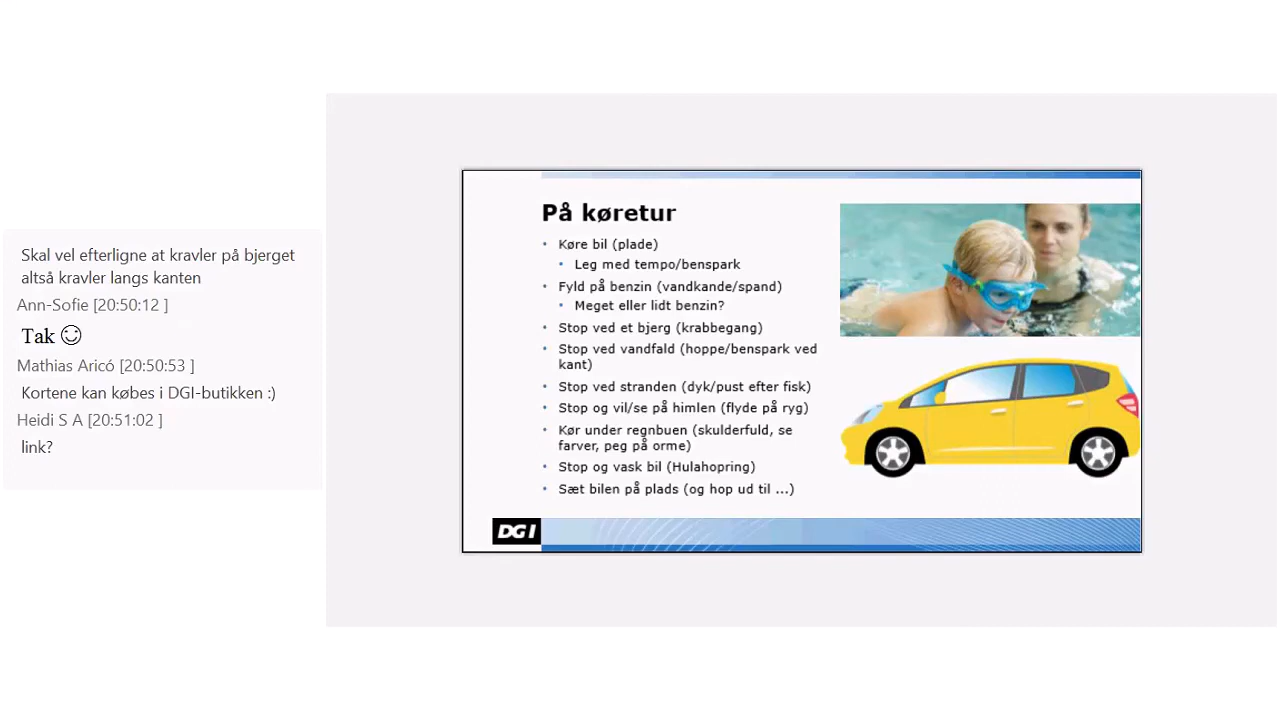 Skal vel efterligne at kravler på bjerget
altså kravler langs kanten
Ann-Sofie [20:50:12 ]
Tak ☺
Mathias Aricó [20:50:53 ]
Kortene kan købes i DGI-butikken :)
Heidi S A [20:51:02 ]
link?
På køretur
• Køre bil (plade)
• Leg med tempo/benspark
• Fyld på benzin (vandkande/spand)
• Meget eller lidt benzin?
• Stop ved et bjerg (krabbegang)
• Stop ved vandfald (hoppe/benspark ved
kant)
• Stop ved stranden (dyk/pust efter fisk)
• Stop og vil/se på himlen (flyde på ryg)
• Kør under regnbuen (skulderfuld, se
farver, peg på orme)
• Stop og vask bil (Hulahopring)
• Sæt bilen på plads (og hop ud til ...)
DGI